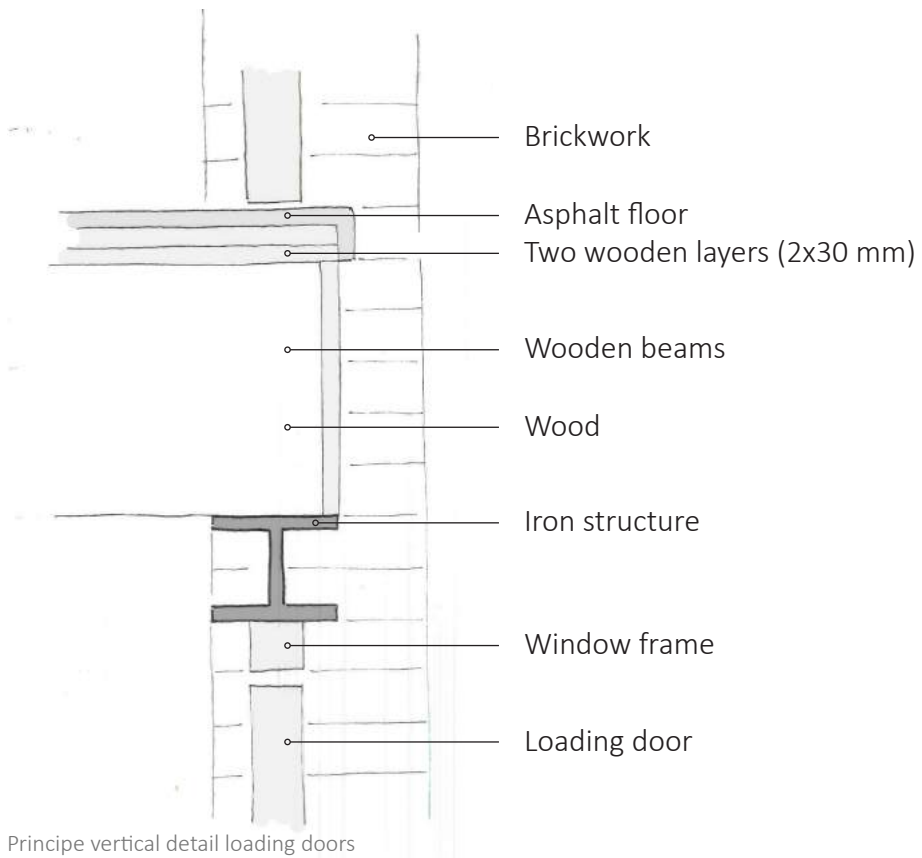 Brickwork
Asphalt floor
Two wooden layers (2x30 mm)
Wooden beams
Wood
Iron structure
Window frame
Loading door
Principe vertical detail loading doors